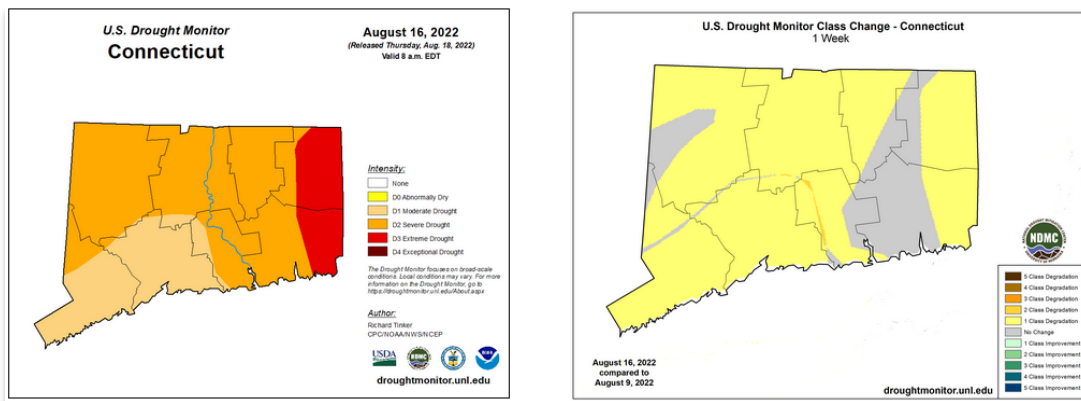 U.S. Drought Monitor
Connecticut
August 16, 2022
(Released Thursday, Aug. 18, 2022)
Valid 8 a.m. EDT
Intensity:
None
D0 Abnormally Dry
D1 Moderate Drought
D2 Severe Drought
D3 Extreme Drought
D4 Exceptional Drought
The Drought Monitor focuses on broad-scale
conditions. Local conditions may vary. For more
information on the Drought Monitor, go to
https://droughtmonitor.unl.edu/About.aspx
Author:
Richard Tinker
CPC/NOAA/NWS/NCEP
USDA
NDMC
droughtmonitor.unl.edu
U.S. Drought Monitor Class Change - Connecticut
1 Week
NDMC
5 Class Degradation
4 Class Degradation
3 Class Degradation
2 Class Degradation
1 Class Degradation
No Change
1 Class Improvement
2 Class Improvement
3 Class Improvement
4 Class Improvement
5 Class Improvement
August 16, 2022
compared to
August 9, 2022
droughtmonitor.unl.edu